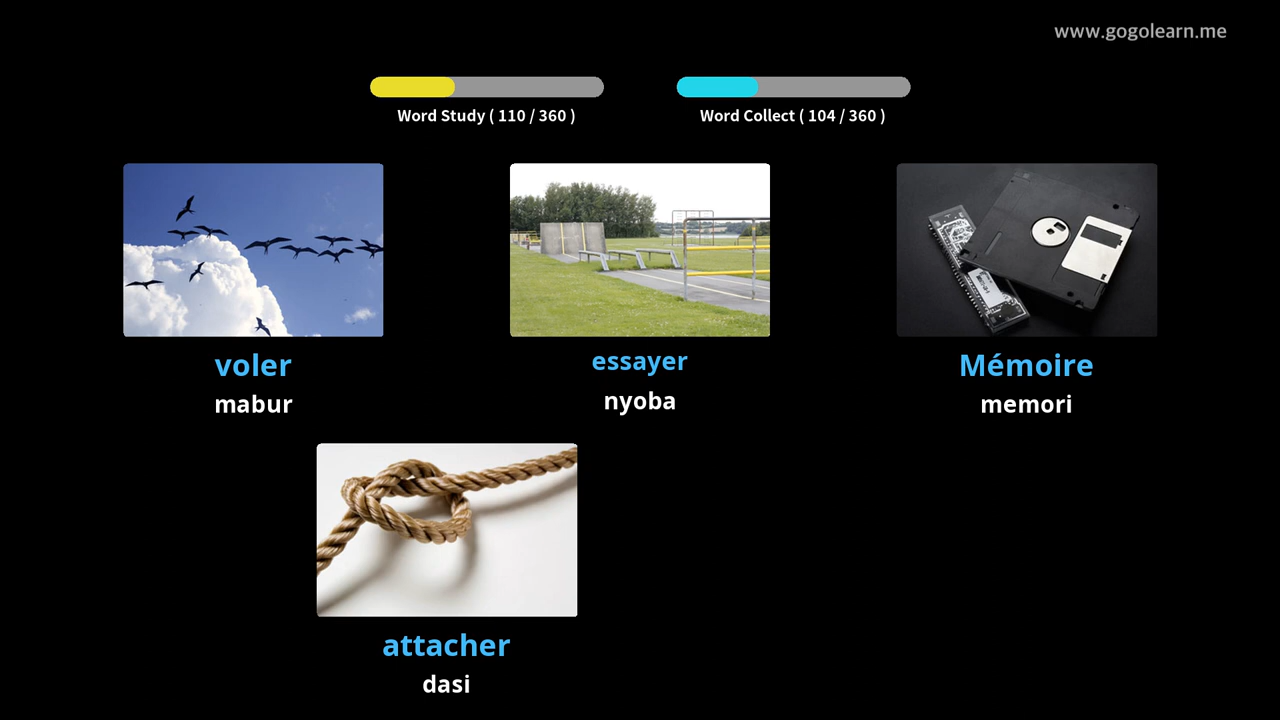 www.gogolearn.me
Word Study ( 110 / 360 )
Word Collect ( 104 / 360 )
voler
mabur
essayer
nyoba
Mémoire
memori
attacher
dasi